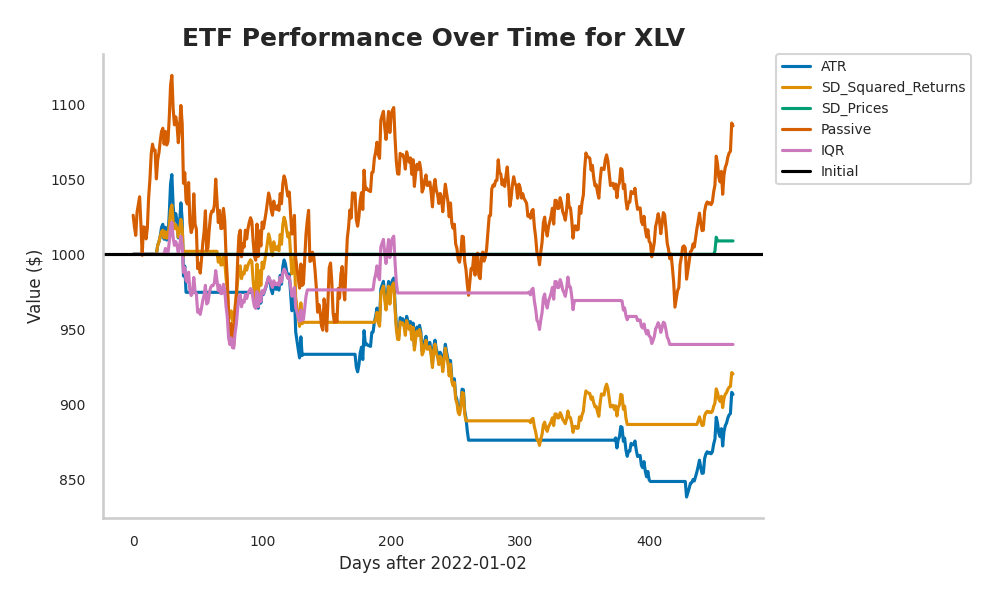 ETF Performance Over Time for XLV
ATR
SD_Squared_Returns
SD_Prices
Passive
IQR
Initial
Value ($)
1100
1050
1000
950
900
850
0 100 200 300 400
Days after 2022-01-02